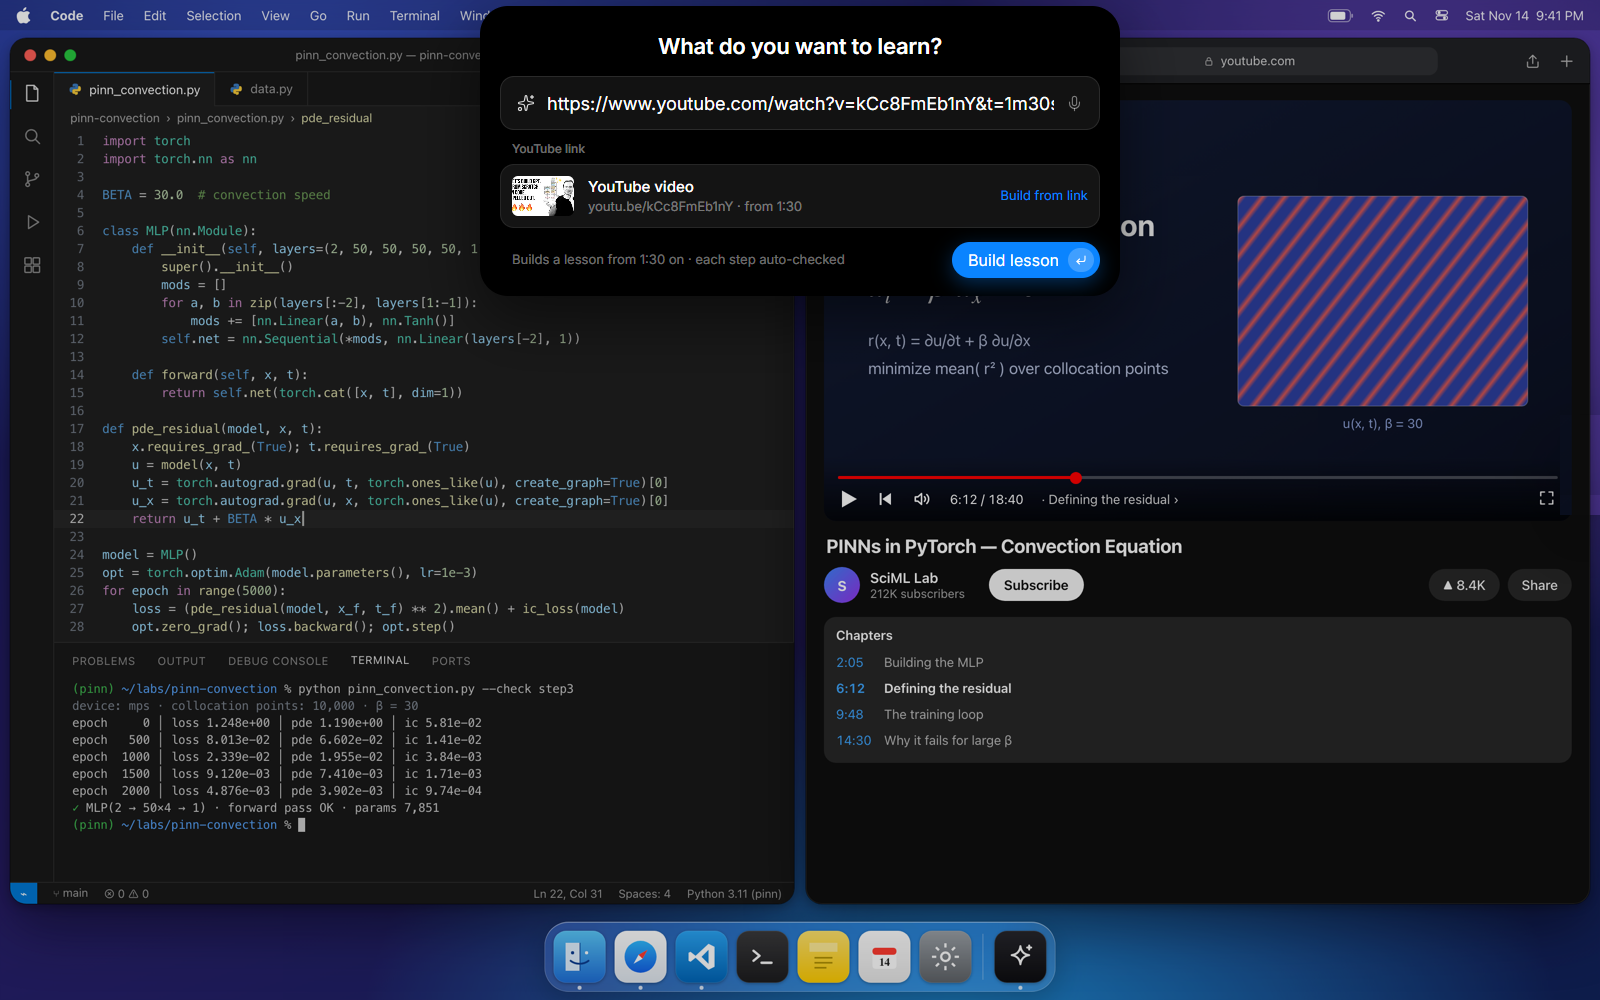 Code File Edit Selection View Go Run Terminal
Sat Nov 14 9:41 PM
What do you want to learn?
https://www.youtube.com/watch?v=kCc8FmEb1nY&t=1m30s
YouTube link
YouTube video
youtu.be/kCc8FmEb1nY · from 1:30
Build from link
Builds a lesson from 1:30 on · each step auto-checked
Build lesson
pinn_convection.py — pinn-conve
pinn_convection.py
data.py
pinn-convection › pinn_convection.py › pde_residual
1 import torch
2 import torch.nn as nn
3
4 BETA = 30.0  # convection speed
5
6 class MLP(nn.Module):
7     def __init__(self, layers=(2, 50, 50, 50, 50, 1
8         super().__init__()
9         mods = []
10         for a, b in zip(layers[:-2], layers[1:-1]):
11             mods += [nn.Linear(a, b), nn.Tanh()]
12         self.net = nn.Sequential(*mods, nn.Linear(layers[-2], 1))
13
14     def forward(self, x, t):
15         return self.net(torch.cat([x, t], dim=1))
16
17 def pde_residual(model, x, t):
18     x.requires_grad_(True); t.requires_grad_(True)
19     u = model(x, t)
20     u_t = torch.autograd.grad(u, t, torch.ones_like(u), create_graph=True)[0]
21     u_x = torch.autograd.grad(u, x, torch.ones_like(u), create_graph=True)[0]
22     return u_t + BETA * u_x
23
24 model = MLP()
25 opt = torch.optim.Adam(model.parameters(), lr=1e-3)
26 for epoch in range(5000):
27     loss = (pde_residual(model, x_f, t_f) ** 2).mean() + ic_loss(model)
28     opt.zero_grad(); loss.backward(); opt.step()
PROBLEMS OUTPUT DEBUG CONSOLE TERMINAL PORTS
(pinn) ~/labs/pinn-convection % python pinn_convection.py --check step3
device: mps · collocation points: 10,000 · β = 30
epoch     0 │ loss 1.248e+00 │ pde 1.190e+00 │ ic 5.81e-02
epoch   500 │ loss 8.013e-02 │ pde 6.602e-02 │ ic 1.41e-02
epoch  1000 │ loss 2.339e-02 │ pde 1.955e-02 │ ic 3.84e-03
epoch  1500 │ loss 9.120e-03 │ pde 7.410e-03 │ ic 1.71e-03
epoch  2000 │ loss 4.876e-03 │ pde 3.902e-03 │ ic 9.74e-04
✓ MLP(2 → 50×4 → 1) · forward pass OK · params 7,851
(pinn) ~/labs/pinn-convection %
main 0 0 Ln 22, Col 31 Spaces: 4 Python 3.11 (pinn)
youtube.com
on
r(x, t) = ∂u/∂t + β ∂u/∂x
minimize mean( r² ) over collocation points
u(x, t), β = 30
6:12 / 18:40 · Defining the residual ›
PINNs in PyTorch — Convection Equation
S
SciML Lab
212K subscribers
Subscribe
▲ 8.4K
Share
Chapters
2:05 Building the MLP
6:12 Defining the residual
9:48 The training loop
14:30 Why it fails for large β
14